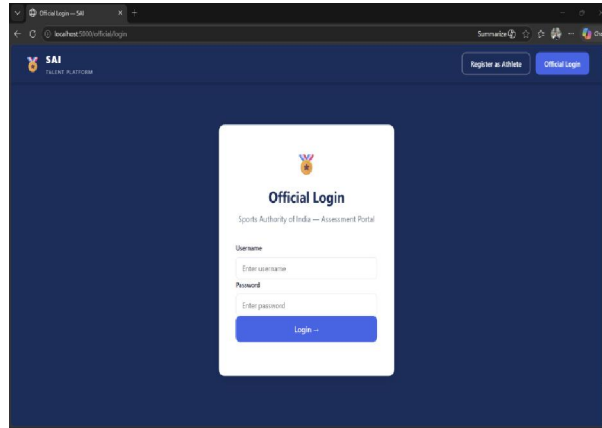 Official Login — SAI
localhost:5000/official/login
Summarize
SAI
TALENT PLATFORM
Register as Athlete
Official Login
Official Login
Sports Authority of India — Assessment Portal
Username
Enter username
Password
Enter password
Login →